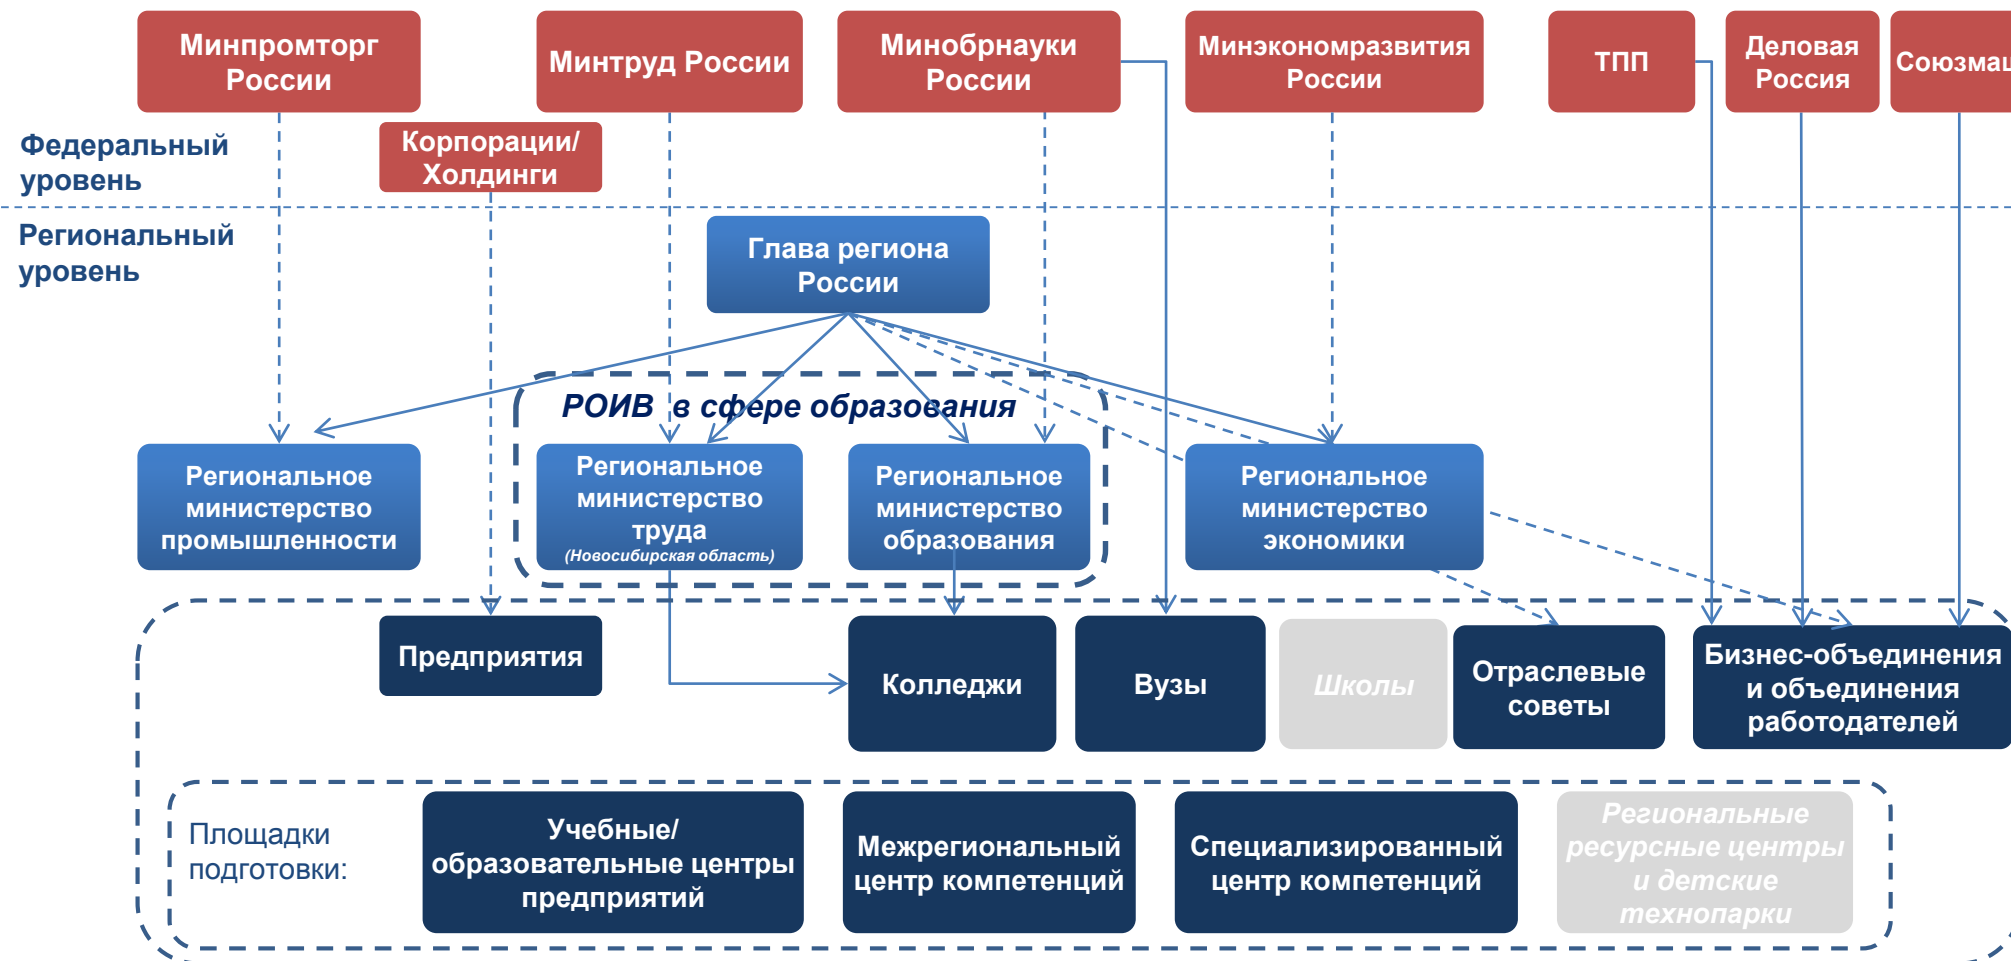 Минпромторг
России
Минтруд России
Минобрнауки
России
Минэкономразвития
России
ТПП
Деловая
Россия
Союзмаш
Федеральный
уровень
Корпорации/
Холдинги
Региональный
уровень
Глава региона
России
РОИВ в сфере образования
Региональное
министерство
промышленности
Региональное
министерство
труда
(Новосибирская область)
Региональное
министерство
образования
Региональное
министерство
экономики
Предприятия
Колледжи
Вузы
Школы
Отраслевые
советы
Бизнес-объединения
и объединения
работодателей
Площадки
подготовки:
Учебные/
образовательные центры
предприятий
Межрегиональный
центр компетенций
Специализированный
центр компетенций
Региональные
ресурсные центры
и детские
технопарки